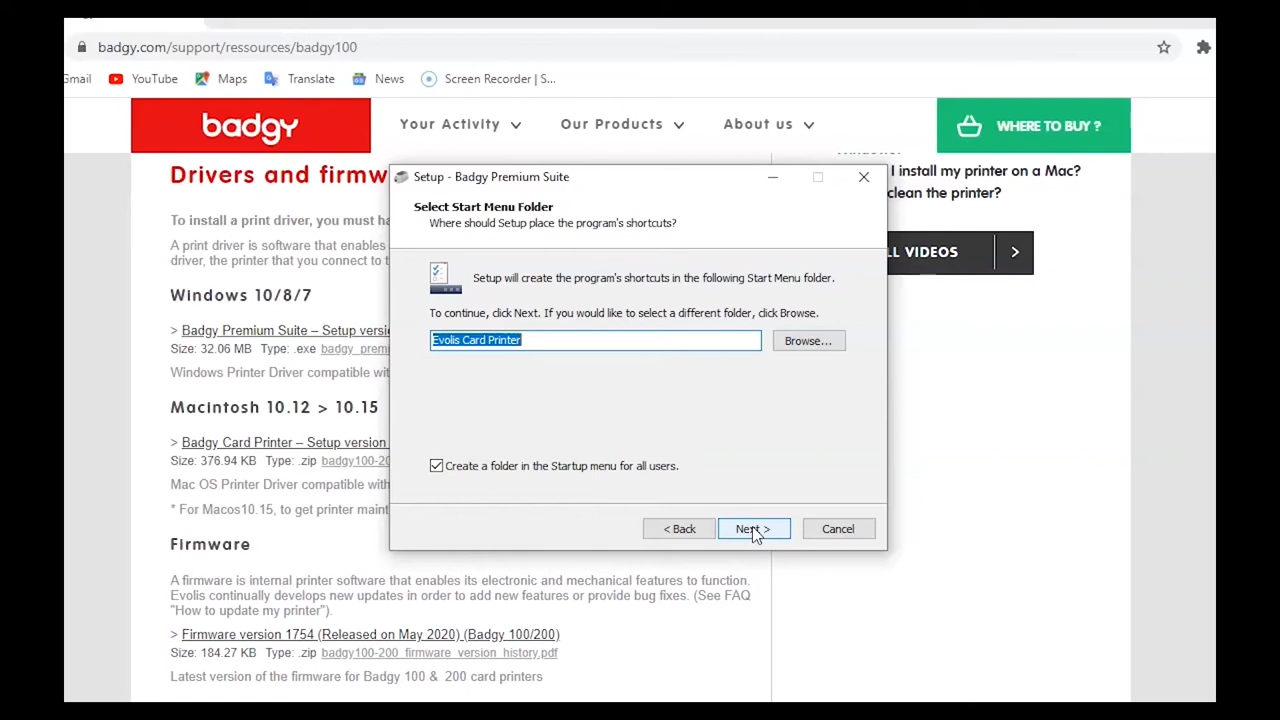 badgy.com/support/ressources/badgy100
Gmail YouTube Maps Translate News Screen Recorder | S...
badgy Your Activity Our Products About us WHERE TO BUY ?
Drivers and firmw
I install my printer on a Mac?
clean the printer?
To install a print driver, you must ha
A print driver is software that enables
driver, the printer that you connect to t
LL VIDEOS
Windows 10/8/7
> Badgy Premium Suite – Setup versi
Size: 32.06 MB Type: .exe badgy_premi
Windows Printer Driver compatible wit
Macintosh 10.12 > 10.15
> Badgy Card Printer – Setup version
Size: 376.94 KB Type: .zip badgy100-20
Mac OS Printer Driver compatible with
* For Macos10.15, to get printer maint
Firmware
A firmware is internal printer software that enables its electronic and mechanical features to function.
Evolis continually develops new updates in order to add new features or provide bug fixes. (See FAQ
"How to update my printer").
> Firmware version 1754 (Released on May 2020) (Badgy 100/200)
Size: 184.27 KB Type: .zip badgy100-200_firmware_version_history.pdf
Latest version of the firmware for Badgy 100 & 200 card printers
Setup - Badgy Premium Suite
Select Start Menu Folder
Where should Setup place the program's shortcuts?
Setup will create the program's shortcuts in the following Start Menu folder.
To continue, click Next. If you would like to select a different folder, click Browse.
Evolis Card Printer Browse...
Create a folder in the Startup menu for all users.
< Back Next > Cancel